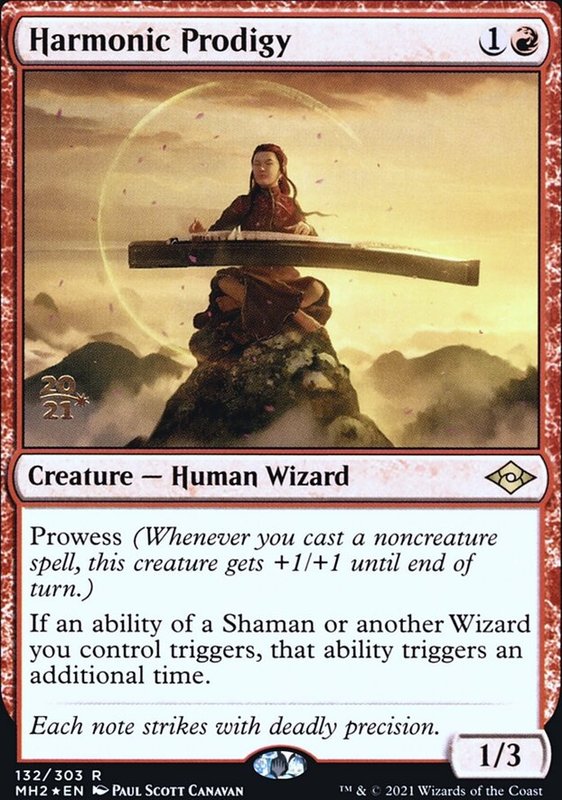 Harmonic Prodigy 1
20
21
Creature — Human Wizard
Prowess (Whenever you cast a noncreature
spell, this creature gets +1/+1 until end of
turn.)
If an ability of a Shaman or another Wizard
you control triggers, that ability triggers an
additional time.
Each note strikes with deadly precision.
1/3
132/303 R
MH2★EN Paul Scott Canavan
™ & © 2021 Wizards of the Coast